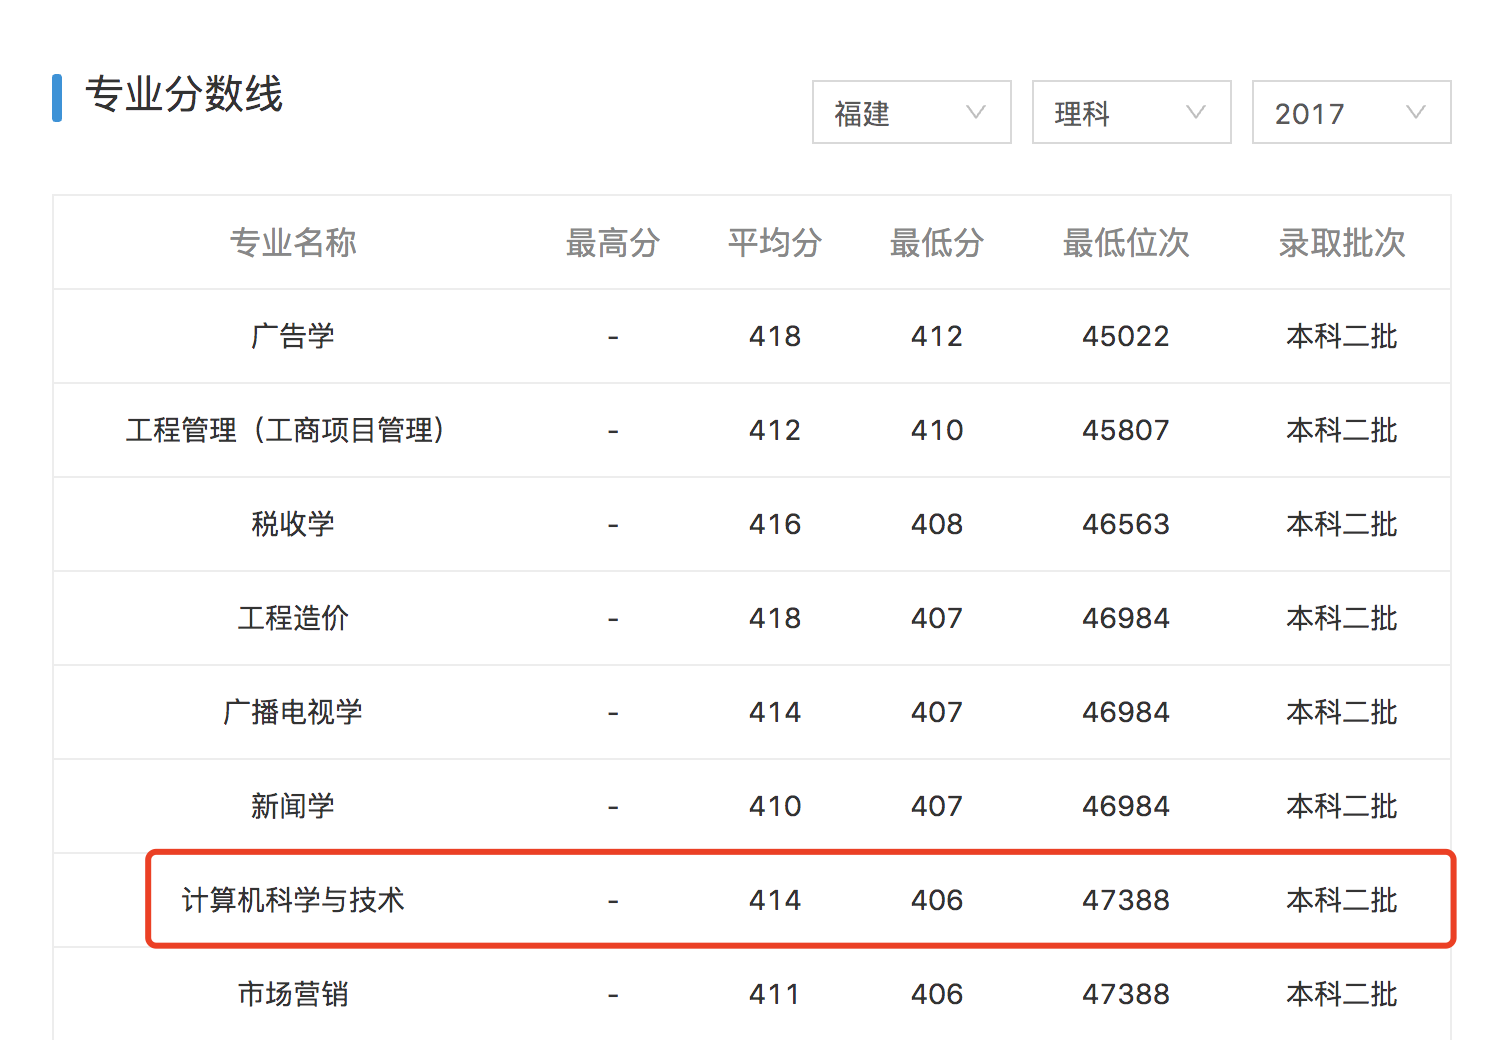 专业分数线
福建 理科 2017
专业名称 最高分 平均分 最低分 最低位次 录取批次
广告学 - 418 412 45022 本科二批
工程管理（工商项目管理） - 412 410 45807 本科二批
税收学 - 416 408 46563 本科二批
工程造价 - 418 407 46984 本科二批
广播电视学 - 414 407 46984 本科二批
新闻学 - 410 407 46984 本科二批
计算机科学与技术 - 414 406 47388 本科二批
市场营销 - 411 406 47388 本科二批